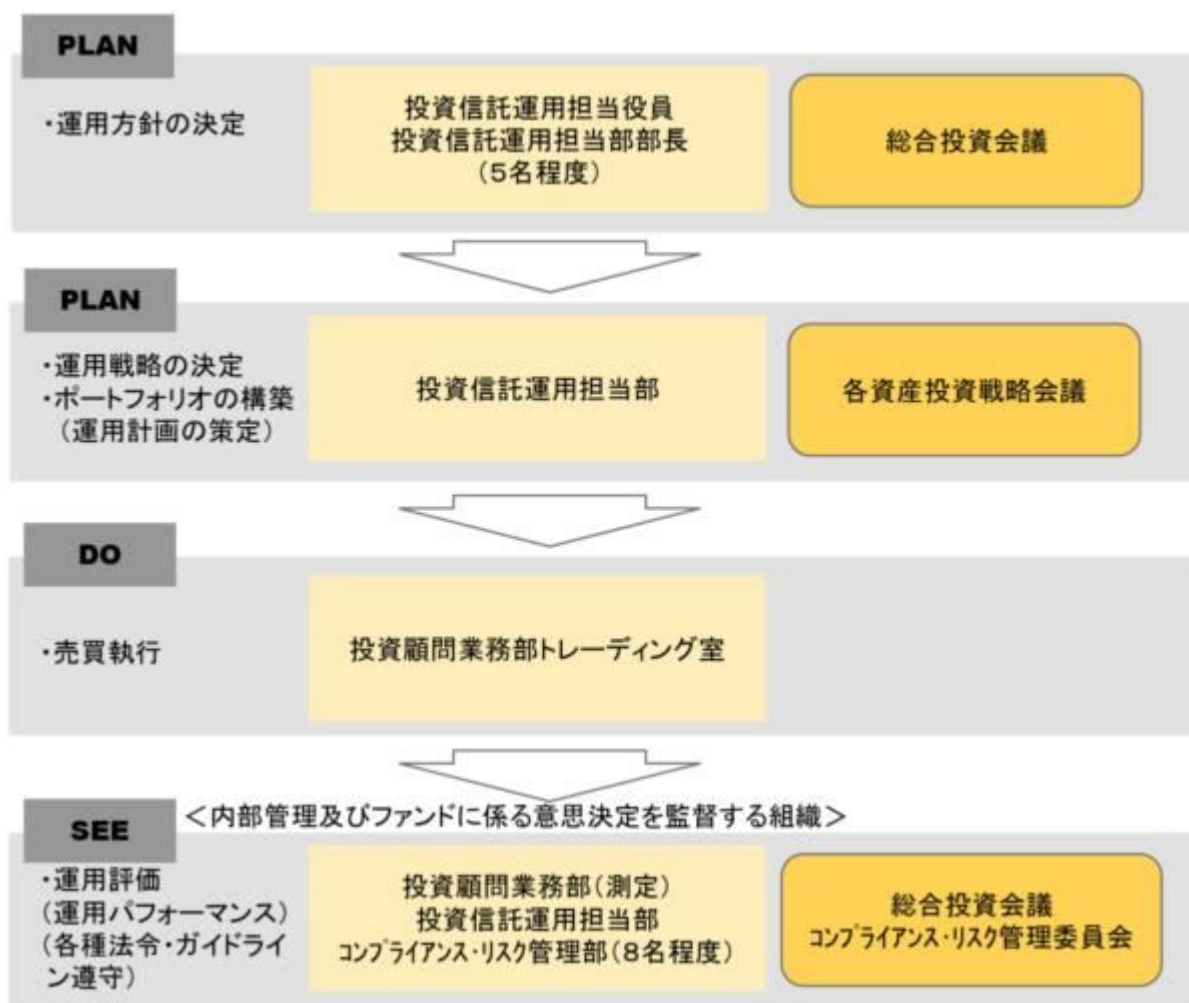 PLAN
・運用方針の決定
投資信託運用担当役員
投資信託運用担当部部長
(5名程度)
総合投資会議
PLAN
・運用戦略の決定
・ポートフォリオの構築
(運用計画の策定)
投資信託運用担当部
各資産投資戦略会議
DO
・売買執行
投資顧問業務部トレーディング室
SEE
＜内部管理及びファンドに係る意思決定を監督する組織＞
・運用評価
(運用パフォーマンス)
(各種法令・ガイドライ
ン遵守)
投資顧問業務部(測定)
投資信託運用担当部
ｺﾝﾌﾟﾗｲｱﾝｽ･ﾘｽｸ管理部(8名程度)
総合投資会議
ｺﾝﾌﾟﾗｲｱﾝｽ･ﾘｽｸ管理委員会